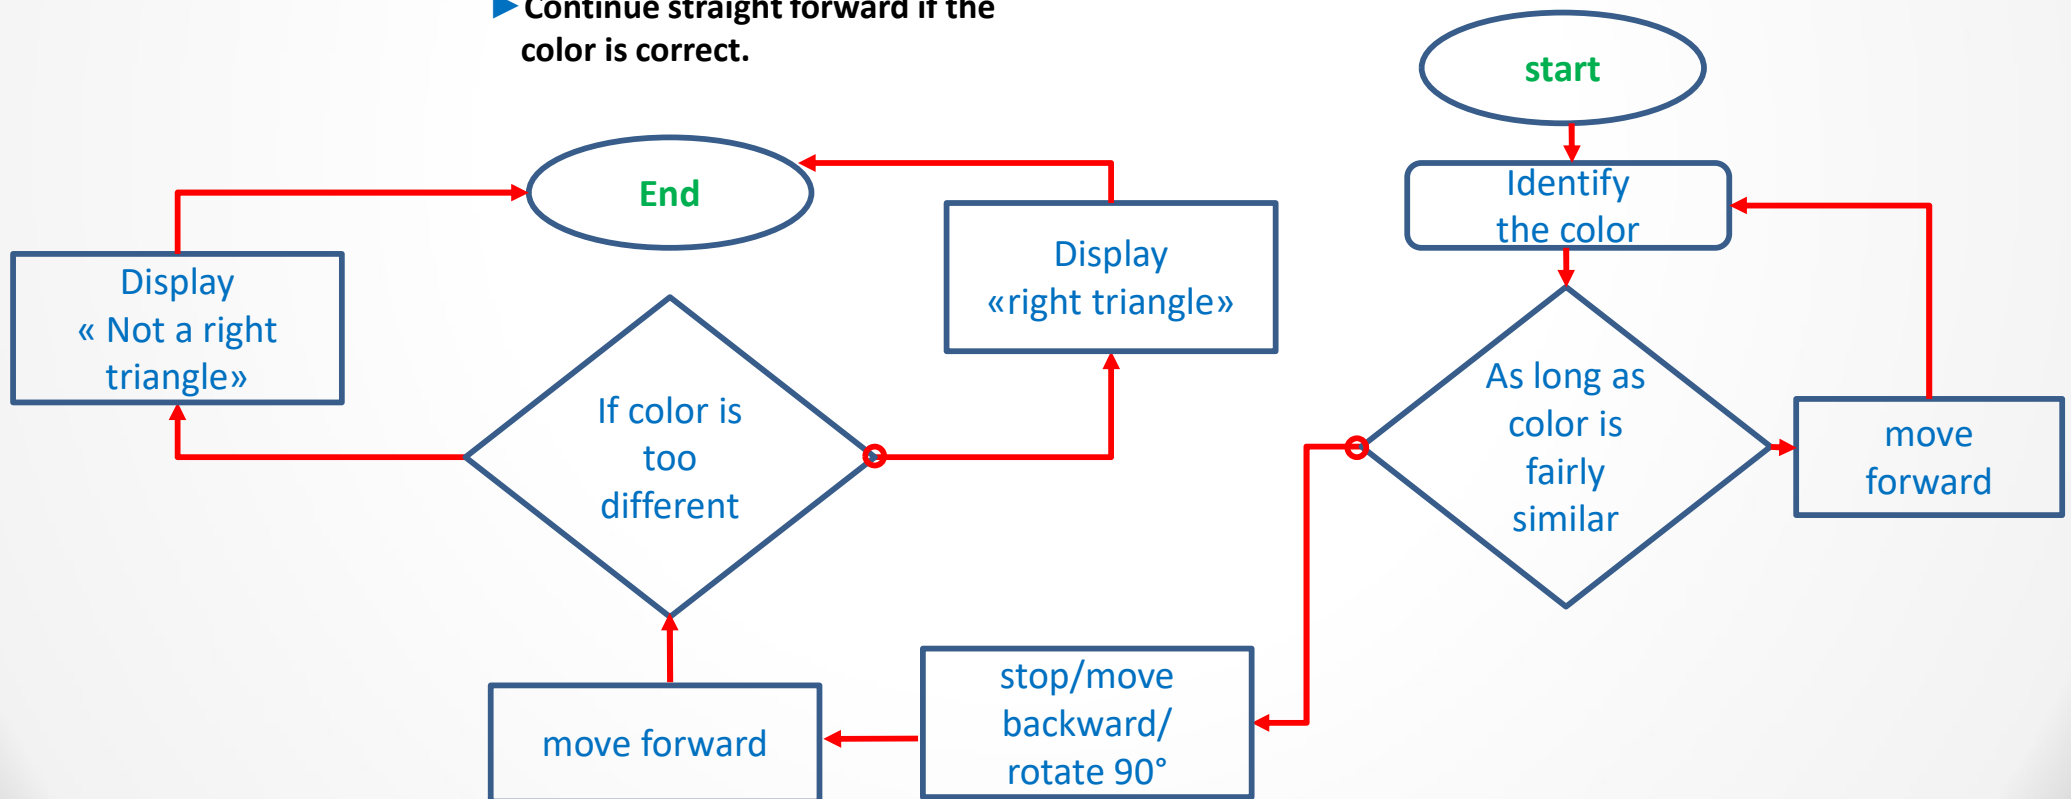 ►Continue straight forward if the
color is correct.
start
Identify
the color
End
Display
«right triangle»
Display
« Not a right
triangle»
If color is
too
different
As long as
color is
fairly
similar
move
forward
stop/move
backward/
rotate 90°
move forward